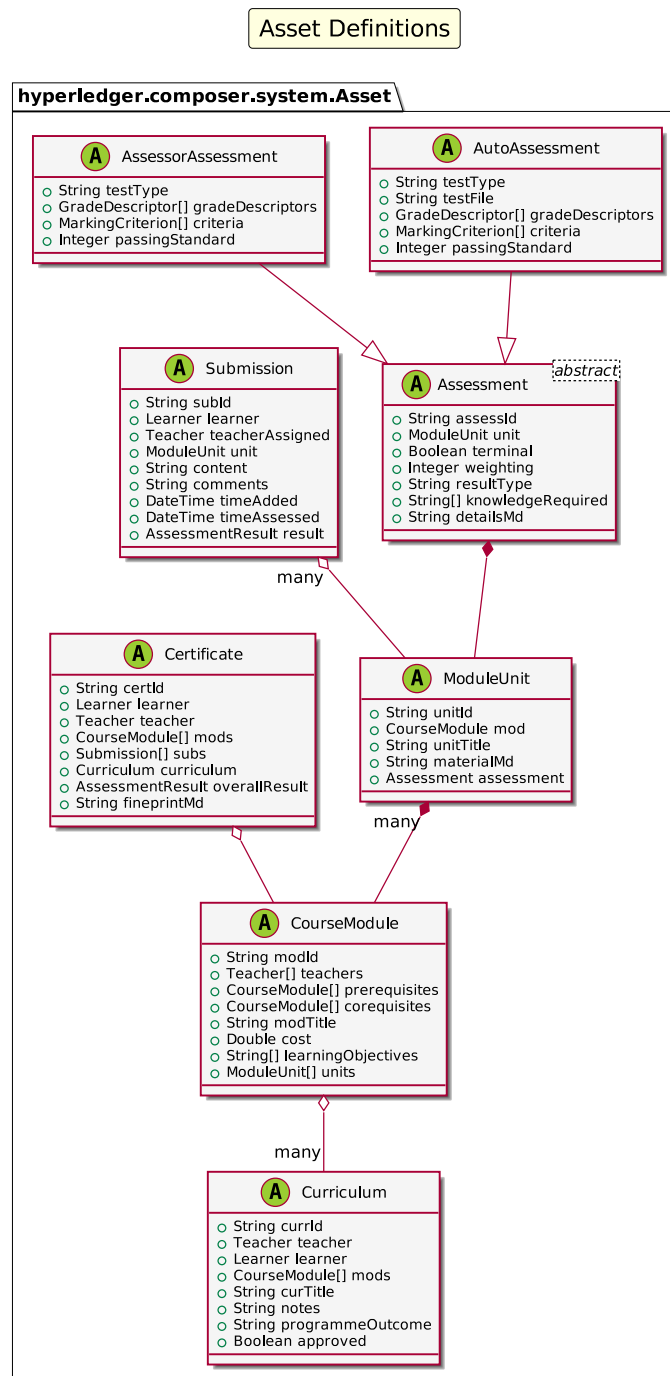 Asset Definitions
hyperledger.composer.system.Asset
A AssessorAssessment
String testType
GradeDescriptor[] gradeDescriptors
MarkingCriterion[] criteria
Integer passingStandard
A AutoAssessment
String testType
String testFile
GradeDescriptor[] gradeDescriptors
MarkingCriterion[] criteria
Integer passingStandard
A Submission
String subId
Learner learner
Teacher teacherAssigned
ModuleUnit unit
String content
String comments
DateTime timeAdded
DateTime timeAssessed
AssessmentResult result
A Assessment
abstract
String assessId
ModuleUnit unit
Boolean terminal
Integer weighting
String resultType
String[] knowledgeRequired
String detailsMd
many
A Certificate
String certId
Learner learner
Teacher teacher
CourseModule[] mods
Submission[] subs
Curriculum curriculum
AssessmentResult overallResult
String fineprintMd
A ModuleUnit
String unitId
CourseModule mod
String unitTitle
String materialMd
Assessment assessment
many
A CourseModule
String modId
Teacher[] teachers
CourseModule[] prerequisites
CourseModule[] corequisites
String modTitle
Double cost
String[] learningObjectives
ModuleUnit[] units
many
A Curriculum
String currId
Teacher teacher
Learner learner
CourseModule[] mods
String curTitle
String notes
String programmeOutcome
Boolean approved